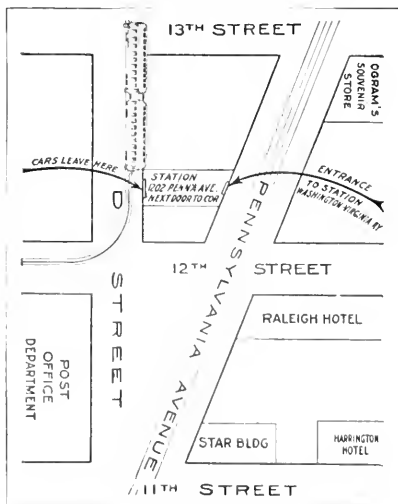 13TH STREET
OGRAM'S
SOUVENIR
STORE
CARS LEAVE HERE
STATION
1202 PENN'A AVE.
NEXT DOOR TO COR.
ENTRANCE
TO STATION
WASHINGTON VIRGINIA RY
D STREET
PENNSYLVANIA AVENUE
12TH STREET
RALEIGH HOTEL
POST
OFFICE
DEPARTMENT
STAR BLDG
HARRINGTON
HOTEL
11TH STREET